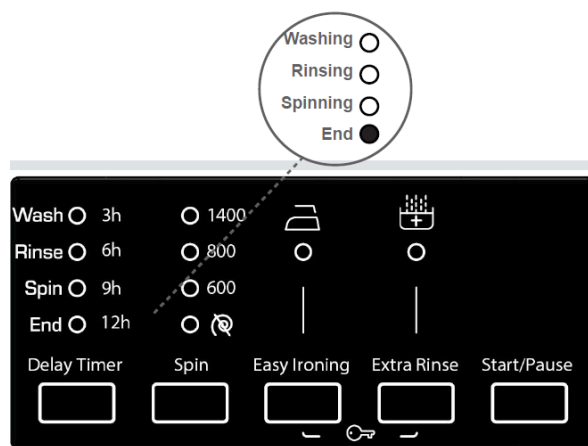 Washing
Rinsing
Spinning
End
Wash 3h 1400
Rinse 6h 800
Spin 9h 600
End 12h
Delay Timer Spin Easy Ironing Extra Rinse Start/Pause